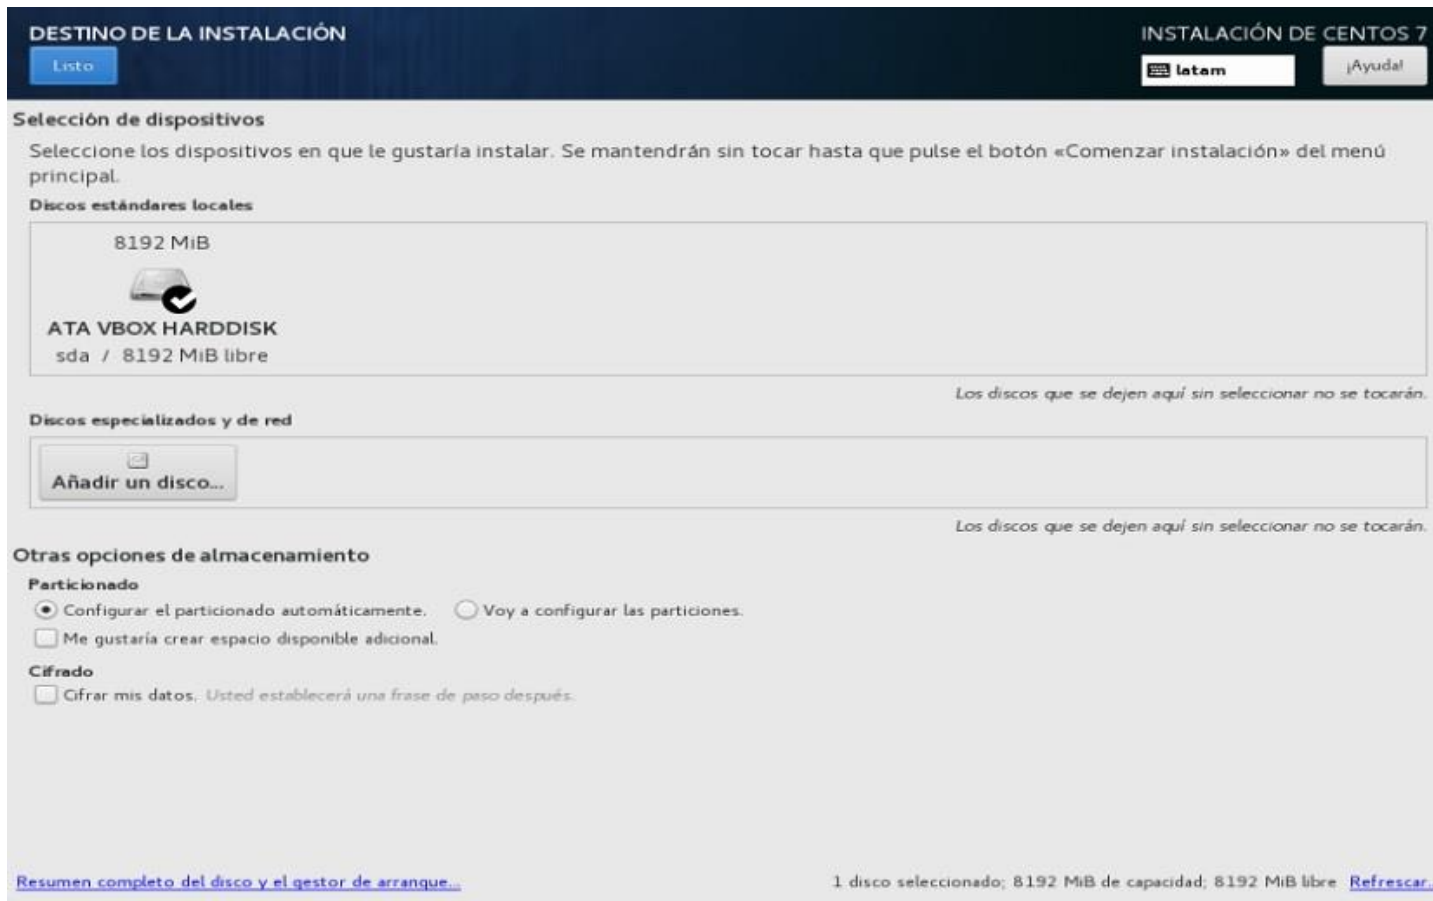 DESTINO DE LA INSTALACIÓN
INSTALACIÓN DE CENTOS 7
Listo
latam
¡Ayuda!
Selección de dispositivos
Seleccione los dispositivos en que le gustaría instalar. Se mantendrán sin tocar hasta que pulse el botón «Comenzar instalación» del menú
principal.
Discos estándares locales
8192 MiB
ATA VBOX HARDDISK
sda / 8192 MiB libre
Los discos que se dejen aquí sin seleccionar no se tocarán.
Discos especializados y de red
Añadir un disco...
Los discos que se dejen aquí sin seleccionar no se tocarán.
Otras opciones de almacenamiento
Particionado
Configurar el particionado automáticamente. Voy a configurar las particiones.
Me gustaría crear espacio disponible adicional.
Cifrado
Cifrar mis datos. Usted establecerá una frase de paso después.
Resumen completo del disco y el gestor de arranque...
1 disco seleccionado; 8192 MiB de capacidad; 8192 MiB libre Refrescar..